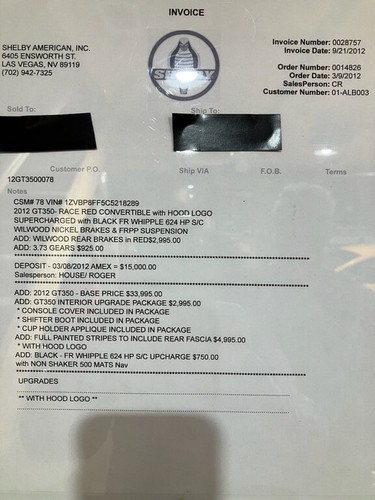 INVOICE
SHELBY AMERICAN, INC.
6405 ENSWORTH ST.
LAS VEGAS, NV 89119
(702) 942-7325
SHELBY
Invoice Number: 0028757
Invoice Date: 9/21/2012
Order Number: 0014826
Order Date: 3/9/2012
SalesPerson: CR
Customer Number: 01-ALB003
Sold To:
Ship To:
Customer P.O.
Ship VIA
F.O.B.
Terms
12GT3500078
Notes
CSM# 78 VIN# 1ZVBP8FF5C5218289
2012 GT350- RACE RED CONVERTIBLE with HOOD LOGO
SUPERCHARGED with BLACK FR WHIPPLE 624 HP S/C
WILWOOD NICKEL BRAKES & FRPP SUSPENSION
ADD: WILWOOD REAR BRAKES in RED$2,995.00
ADD: 3.73 GEARS $925.00
DEPOSIT - 03/08/2012 AMEX = $15,000.00
Salesperson: HOUSE/ ROGER
ADD: 2012 GT350 - BASE PRICE $33,995.00
ADD: GT350 INTERIOR UPGRADE PACKAGE $2,995.00
* CONSOLE COVER INCLUDED IN PACKAGE
* SHIFTER BOOT INCLUDED IN PACKAGE
* CUP HOLDER APPLIQUE INCLUDED IN PACKAGE
ADD: FULL PAINTED STRIPES TO INCLUDE REAR FASCIA $4,995.00
* WITH HOOD LOGO
ADD: BLACK - FR WHIPPLE 624 HP S/C UPCHARGE $750.00
with NON SHAKER 500 MATS Nav
UPGRADES
** WITH HOOD LOGO **